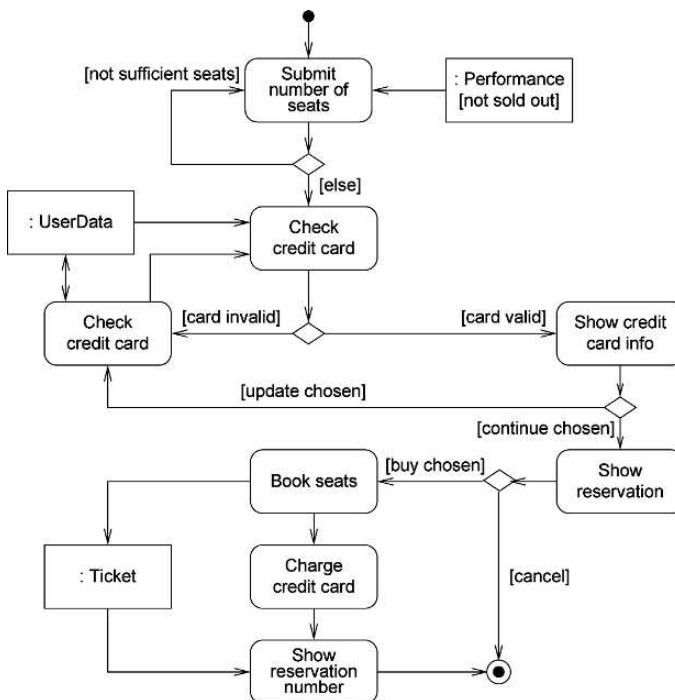 [not sufficient seats]
Submit
number of
seats
: Performance
[not sold out]
[else]
: UserData
Check
credit card
Check
credit card
[card invalid]
[card valid]
Show credit
card info
[update chosen]
[continue chosen]
Book seats
[buy chosen]
Show
reservation
: Ticket
Charge
credit card
[cancel]
Show
reservation
number